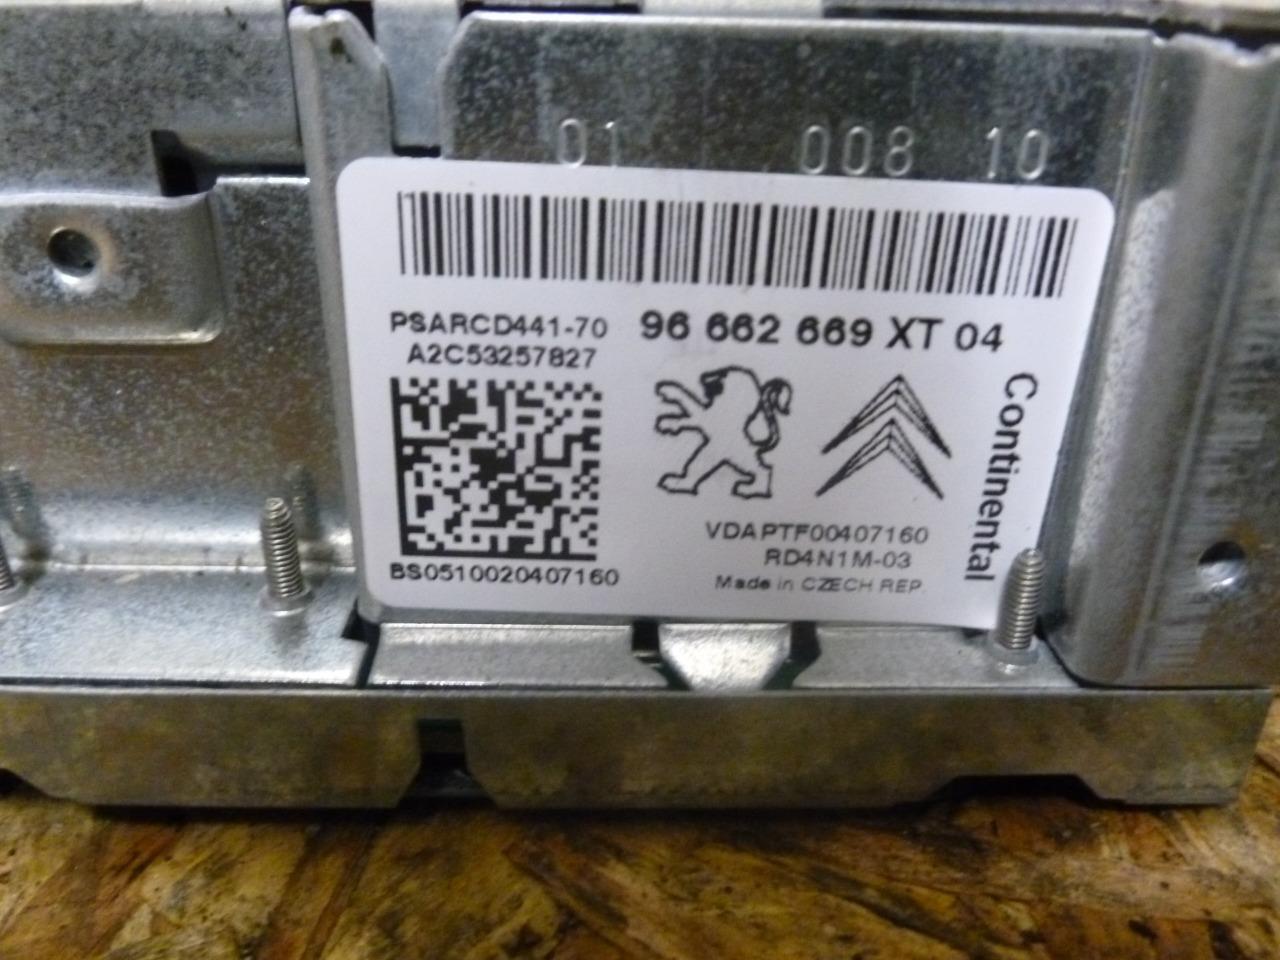 01 008 10
PSARCD441-70
A2C53257827
96 662 669 XT 04
Continental
VDAPTF00407160
RD4N1M-03
Made in CZECH REP.
BS0510020407160